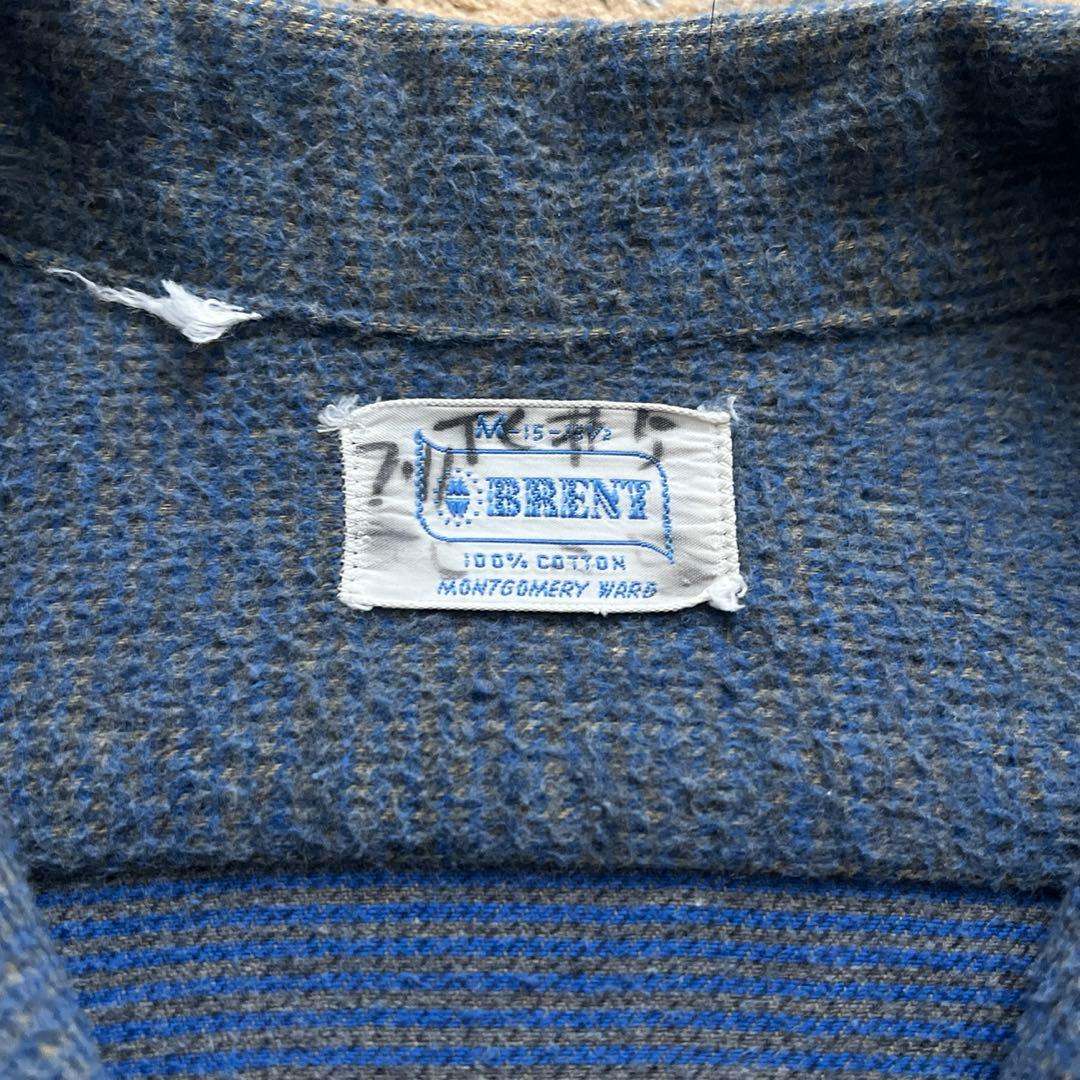 M-15-15½
BRENT
100% COTTON
MONTGOMERY WARD